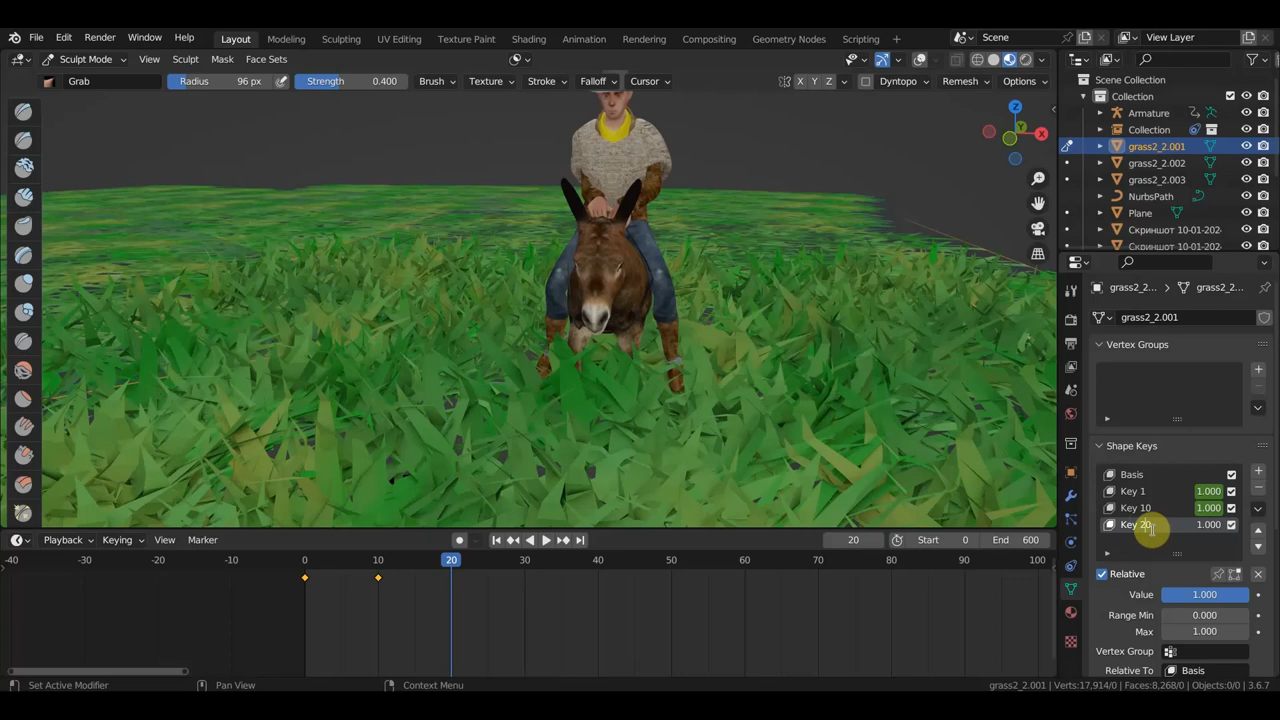 File Edit Render Window Help Layout Modeling Sculpting UV Editing Texture Paint Shading Animation Rendering Compositing Geometry Nodes Scripting + Scene View Layer
Sculpt Mode View Sculpt Mask Face Sets
Grab Radius 96 px Strength 0.400 Brush Texture Stroke Falloff Cursor X Y Z Dyntopo Remesh Options
Scene Collection
Collection
Armature
Collection
grass2_2.001
grass2_2.002
grass2_2.003
NurbsPath
Plane
Скриншот 10-01-202
Скриншот 10-01-202
Z
Y
X
grass2_2... > grass2_2...
grass2_2.001
Vertex Groups
Shape Keys
Basis
Key 1 1.000
Key 10 1.000
Key 20 1.000
Relative
Value 1.000
Range Min 0.000
Max 1.000
Vertex Group
Relative To Basis
Playback Keying View Marker 20 Start 0 End 600
-40 -30 -20 -10 0 10 20 30 40 50 60 70 80 90 100
Set Active Modifier Pan View Context Menu grass2_2.001 | Verts:17,914/0 | Faces:8,268/0 | Objects:0/0 | 3.6.7